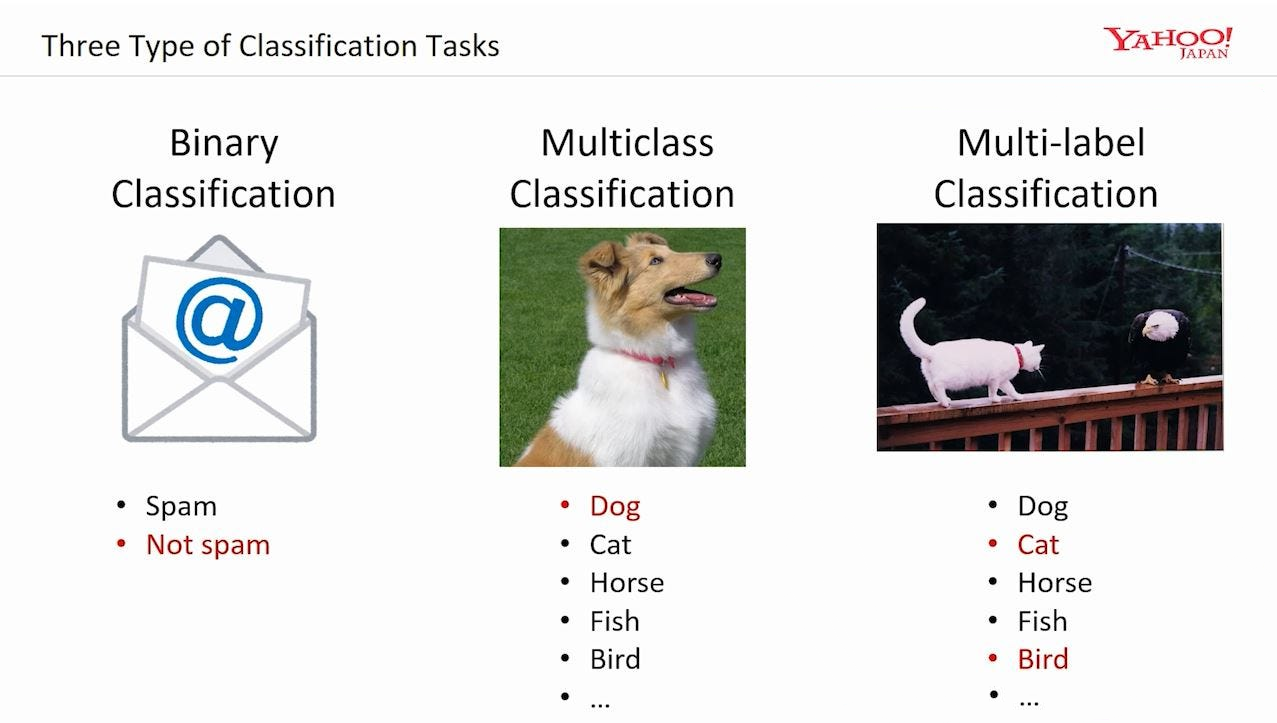 Three Type of Classification Tasks
YAHOO!
JAPAN
Binary
Classification
@
• Spam
• Not spam
Multiclass
Classification
• Dog
• Cat
• Horse
• Fish
• Bird
• ...
Multi-label
Classification
• Dog
• Cat
• Horse
• Fish
• Bird
• ...